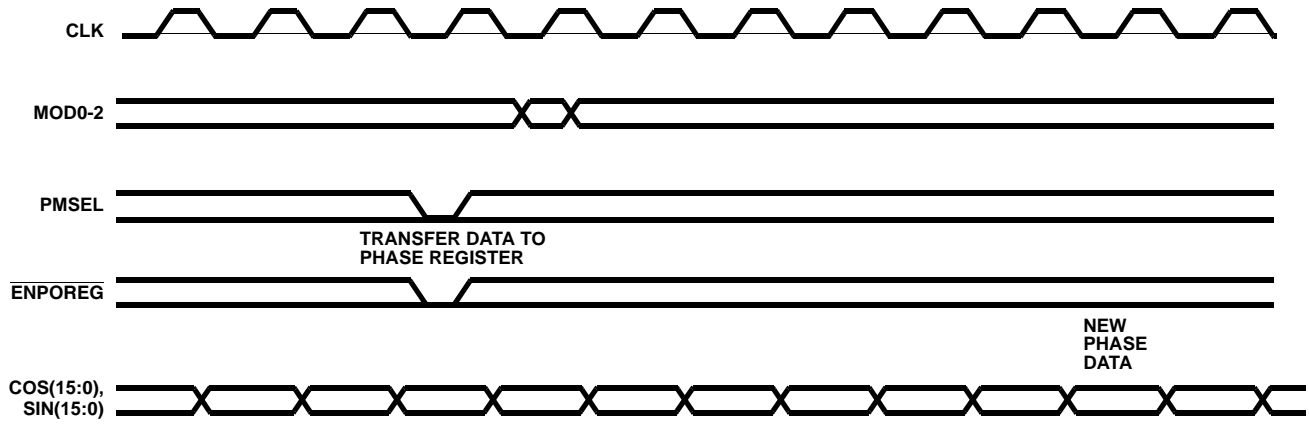 CLK
MOD0-2
PMSEL
TRANSFER DATA TO
PHASE REGISTER
ENPOREG
NEW
PHASE
DATA
COS(15:0),
SIN(15:0)